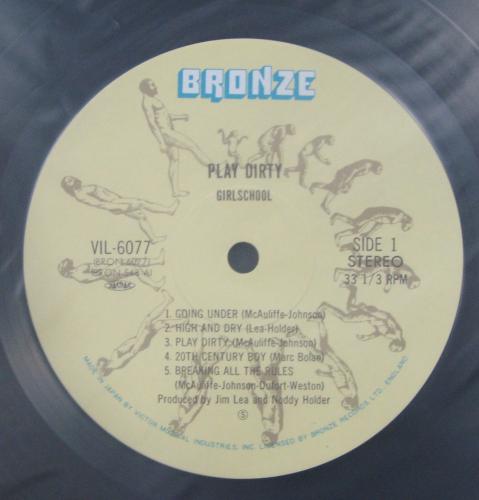 BRONZE
PLAY DIRTY
GIRLSCHOOL
VIL-6077
SIDE 1
STEREO
33 1/3 RPM
1. GOING UNDER (McAuliffe-Johnson)
2. HIGH AND DRY (Lea-Holder)
3. PLAY DIRTY (McAuliffe-Johnson)
4. 20TH CENTURY BOY (Marc Bolan)
5. BREAKING ALL THE RULES
(McAuliffe-Johnson-Dufort-Weston)
Produced by Jim Lea and Noddy Holder
S
MADE IN JAPAN BY VICTOR MUSICAL INDUSTRIES, INC. LICENSED BY BRONZE RECORDS LTD., ENGLAND